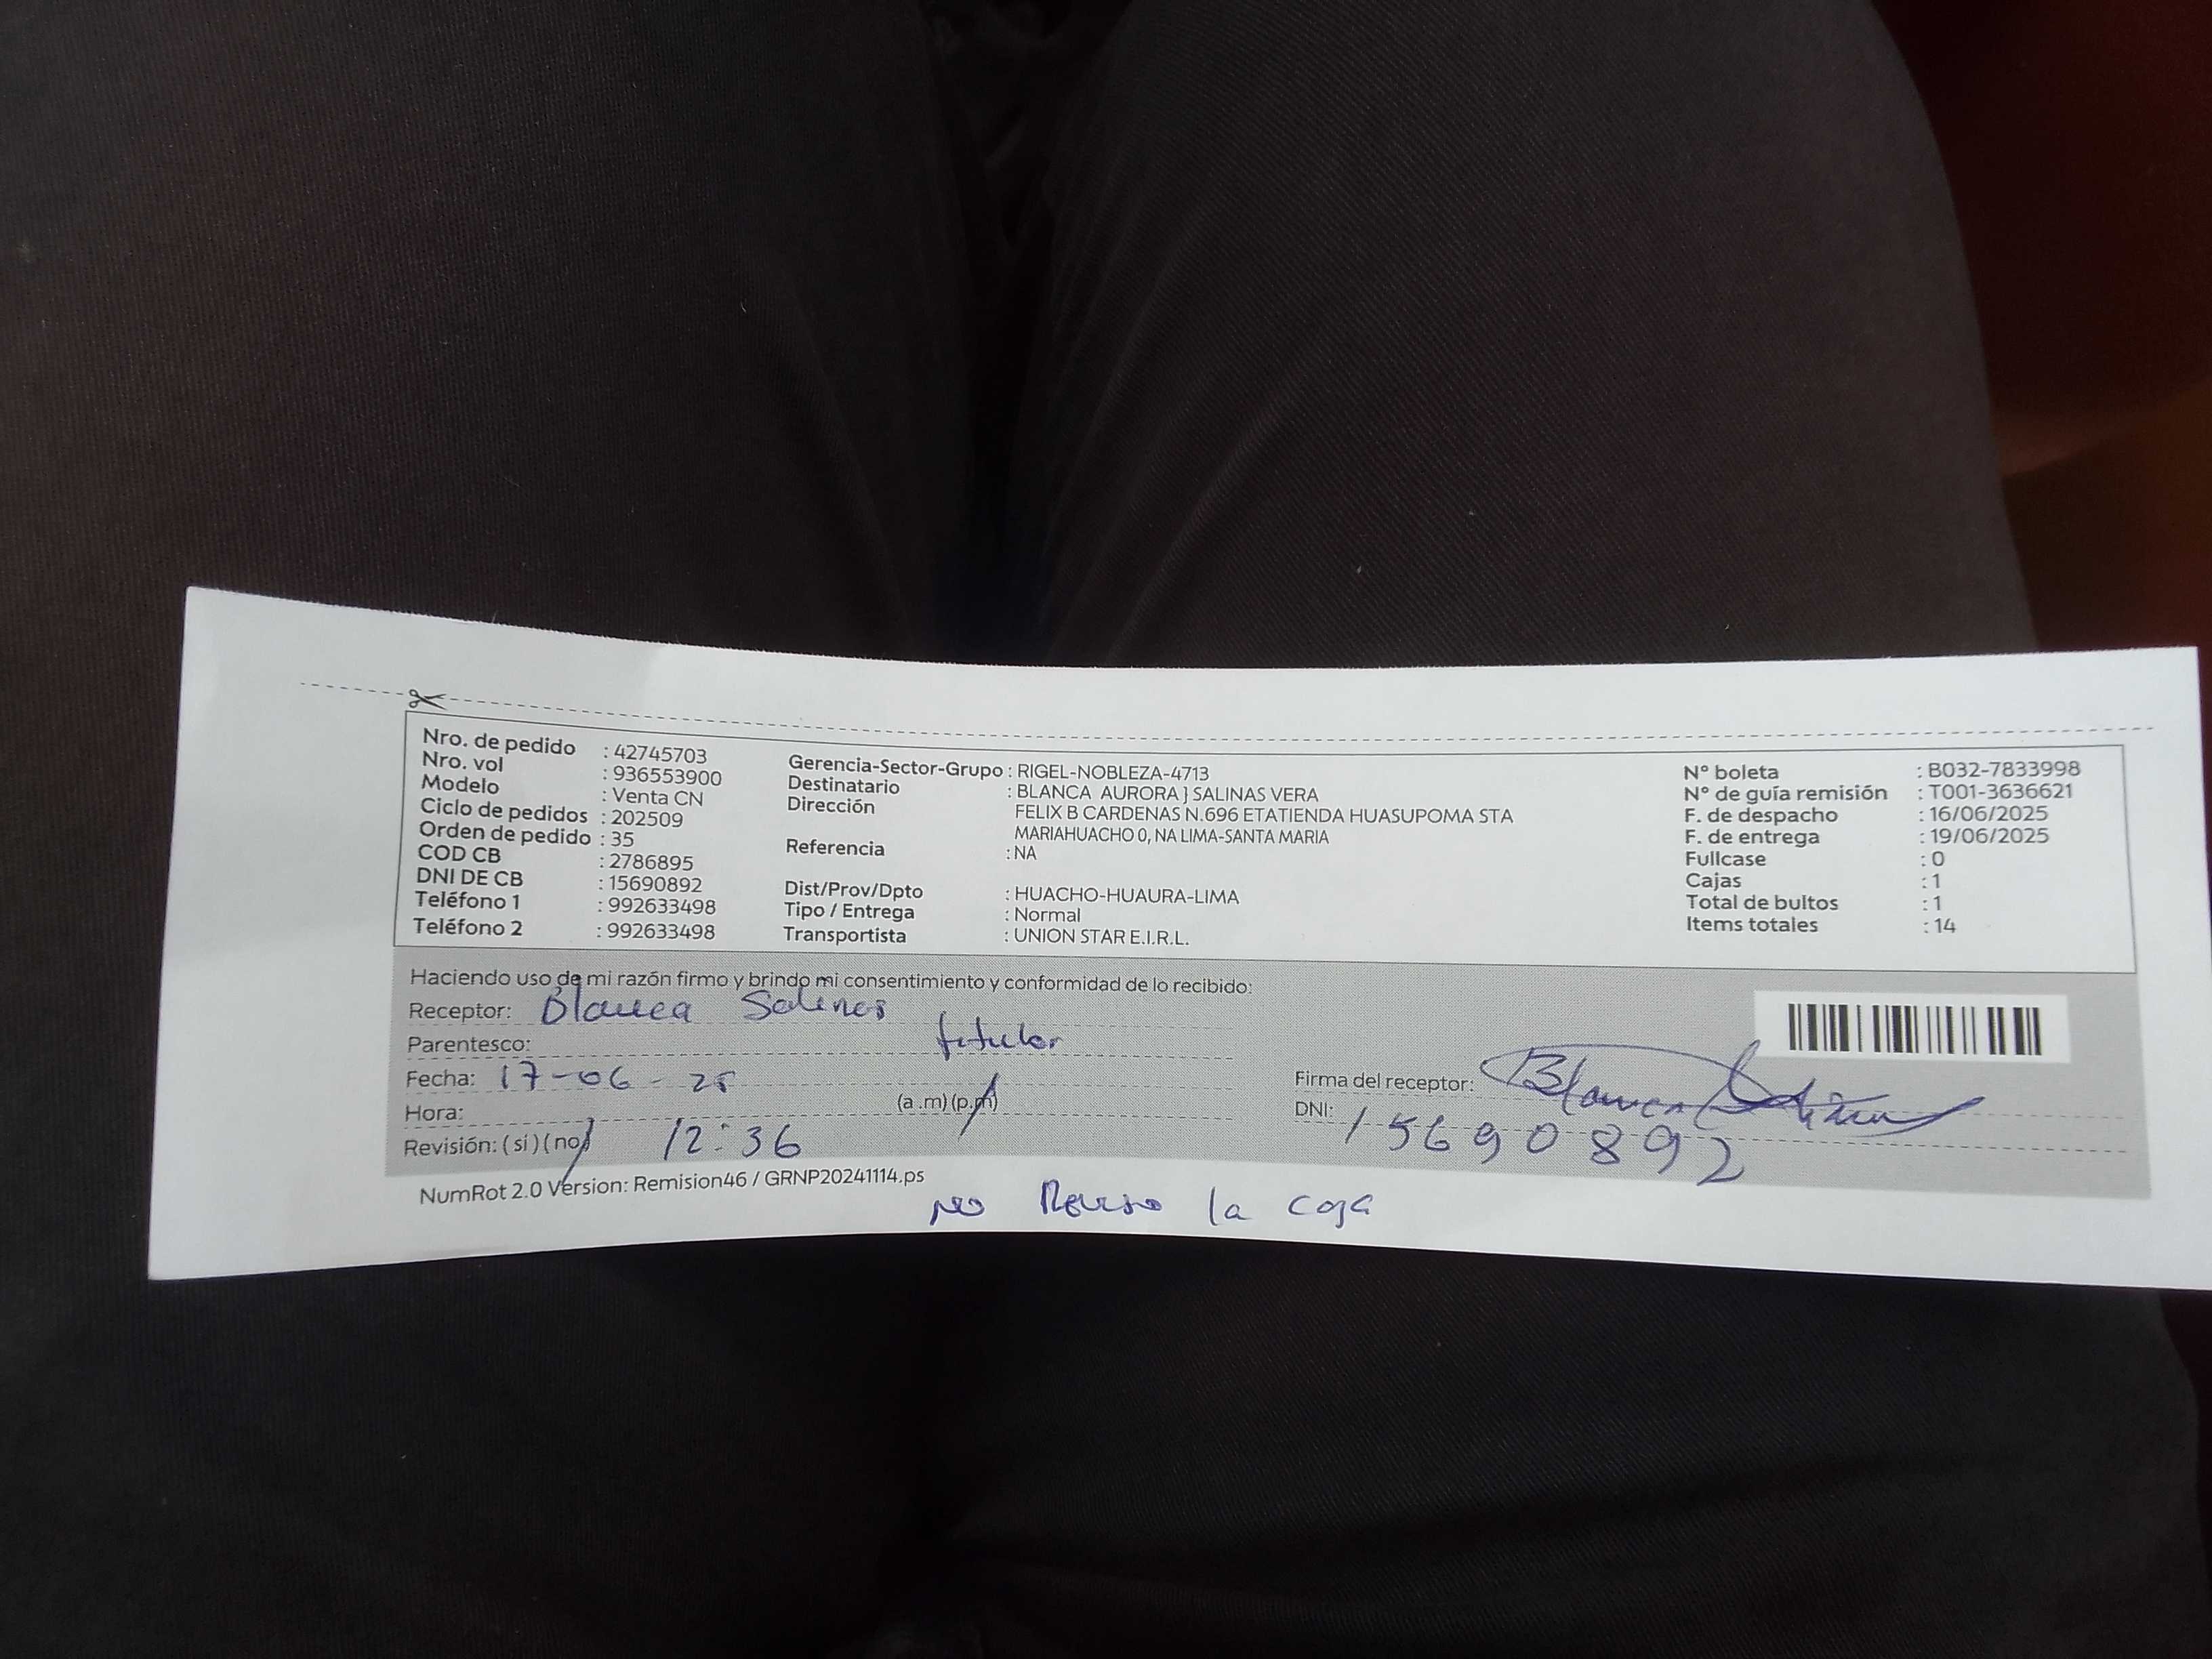 Nro. de pedido : 42745703
Nro. vol : 936553900
Modelo : Venta CN
Ciclo de pedidos : 202509
Orden de pedido : 35
COD CB : 2786895
DNI DE CB : 15690892
Teléfono 1 : 992633498
Teléfono 2 : 992633498
Gerencia-Sector-Grupo : RIGEL-NOBLEZA-4713
Destinatario : BLANCA AURORA } SALINAS VERA
Dirección FELIX B CARDENAS N.696 ETATIENDA HUASUPOMA STA
MARIAHUACHO 0, NA LIMA-SANTA MARIA
Referencia : NA
Dist/Prov/Dpto : HUACHO-HUAURA-LIMA
Tipo / Entrega : Normal
Transportista : UNION STAR E.I.R.L.
N° boleta : B032-7833998
N° de guía remisión : T001-3636621
F. de despacho : 16/06/2025
F. de entrega : 19/06/2025
Fullcase : 0
Cajas : 1
Total de bultos : 1
Items totales : 14
Haciendo uso de mi razón firmo y brindo mi consentimiento y conformidad de lo recibido:
Receptor: Blanca Salinas
Parentesco: titular
Fecha: 17-06-25
Hora: (a.m) (p.m)
Revisión: ( sí ) ( no ) 12:36
Firma del receptor: Blanca Salinas
DNI: 15690892
NumRot 2.0 Version: Remision46 / GRNP20241114.ps
No Reviso la caja